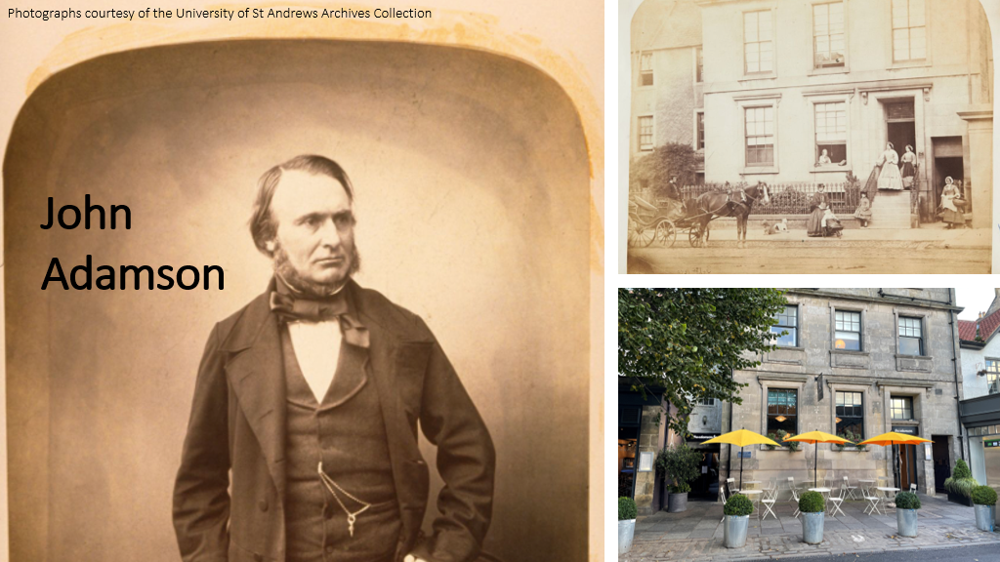 Photographs courtesy of the University of St Andrews Archives Collection
John
Adamson